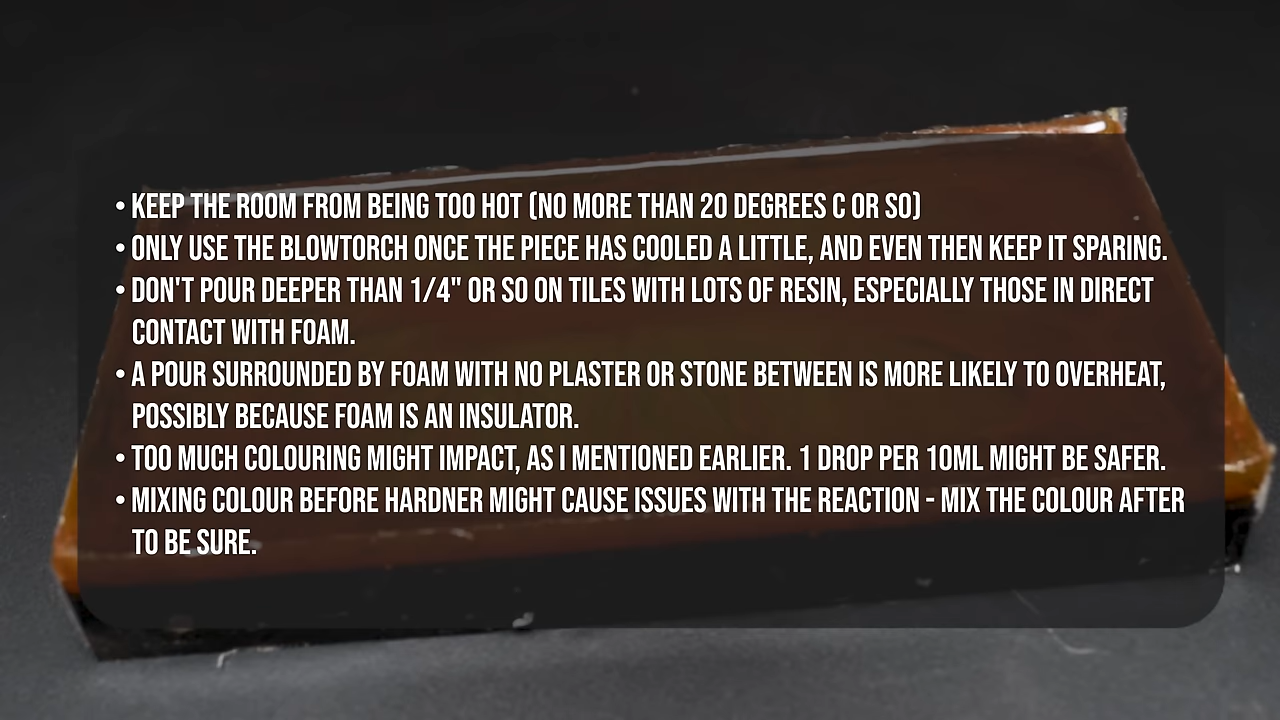 • KEEP THE ROOM FROM BEING TOO HOT (NO MORE THAN 20 DEGREES C OR SO)
• ONLY USE THE BLOWTORCH ONCE THE PIECE HAS COOLED A LITTLE, AND EVEN THEN KEEP IT SPARING.
• DON'T POUR DEEPER THAN 1/4" OR SO ON TILES WITH LOTS OF RESIN, ESPECIALLY THOSE IN DIRECT
CONTACT WITH FOAM.
• A POUR SURROUNDED BY FOAM WITH NO PLASTER OR STONE BETWEEN IS MORE LIKELY TO OVERHEAT,
POSSIBLY BECAUSE FOAM IS AN INSULATOR.
• TOO MUCH COLOURING MIGHT IMPACT, AS I MENTIONED EARLIER. 1 DROP PER 10ML MIGHT BE SAFER.
• MIXING COLOUR BEFORE HARDNER MIGHT CAUSE ISSUES WITH THE REACTION - MIX THE COLOUR AFTER
TO BE SURE.